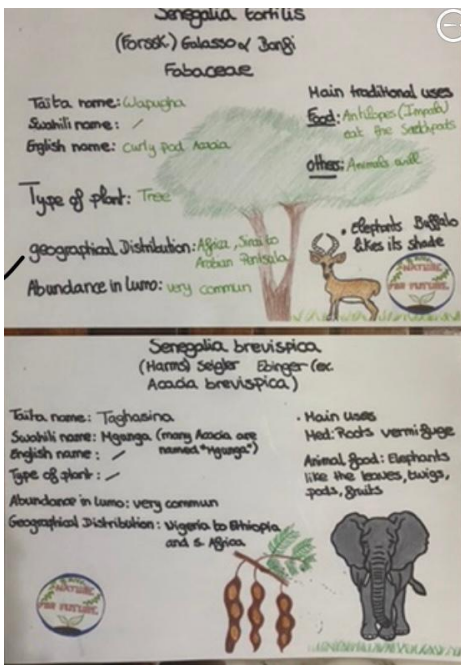 Senegalia tortilis
(Forssk.) Galasso & Banfi
Fabaceae
Taita name: Wapugha
Swahili name: /
English name: Curly Pod Acacia
Type of plant: Tree
geographical Distribution: Africa, Sinai to
Arabian Peninsula
Abundance in Lumo: very commun
Main traditional uses
Food: Antilopes (Impala)
eat the Seedpods
others: Animals
• Elephants Buffalo
likes its shade
NATURE
FOR FUTURE
Senegalia brevispica
(Harms) Seigler Ebinger (ex.
Acacia brevispica)
Taita name: Taghasina
Swahili name: Mgunga (many Acacia are
named "Mgunga")
English name: /
Type of plant: /
Abundance in Lumo: very commun
Geographical Distribution: Nigeria to Ethiopia
and S. Africa
• Main uses
Med: Roots vermifuge
Animal food: Elephants
like the leaves, twigs,
pods, fruits
NATURE
FOR FUTURE